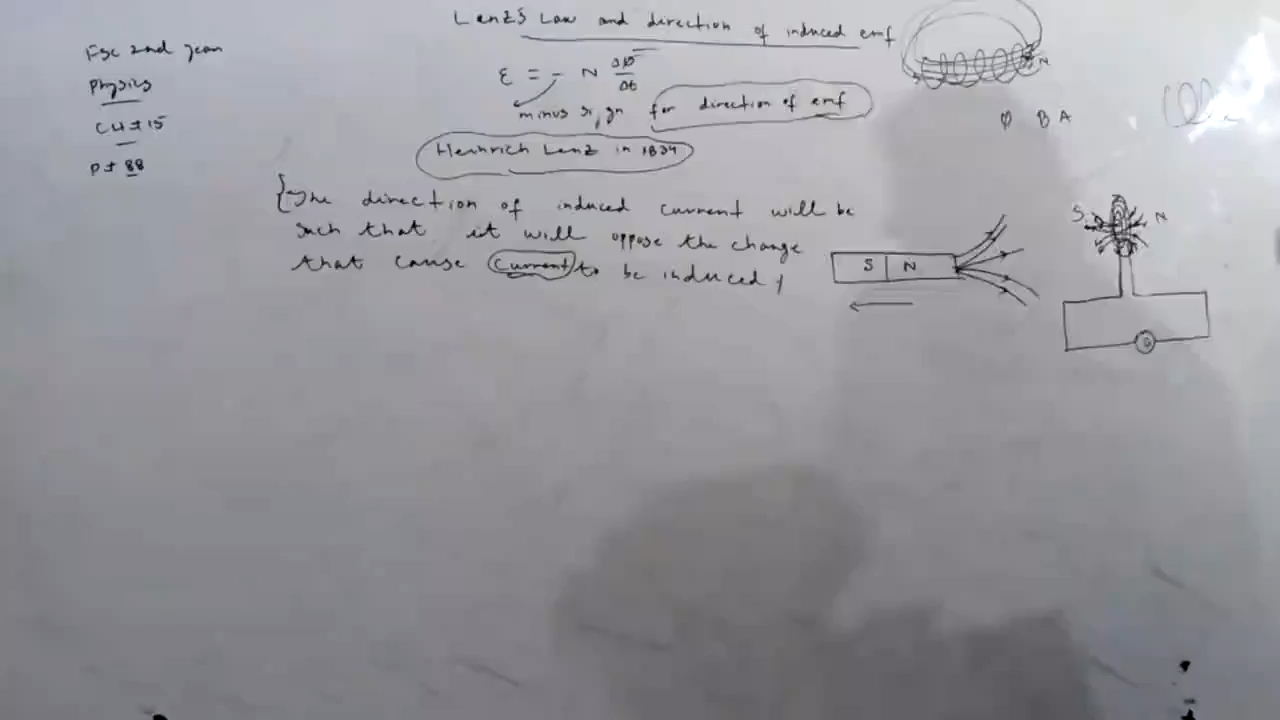 Lenz's Law and direction of induced emf
Fsc 2nd year
Physics
CH # 15
P # 88
ε = - N ΔΦ
Δt
minus sign for direction of emf
Heinrich Lenz in 1834
The direction of induced current will be
such that it will oppose the change
that cause current to be induced
N
S
Φ B A
S N
S N
G